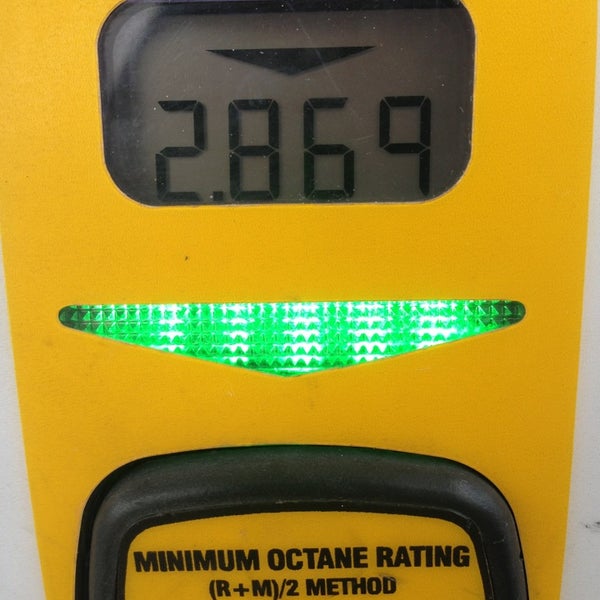 2.869
MINIMUM OCTANE RATING
(R+M)/2 METHOD